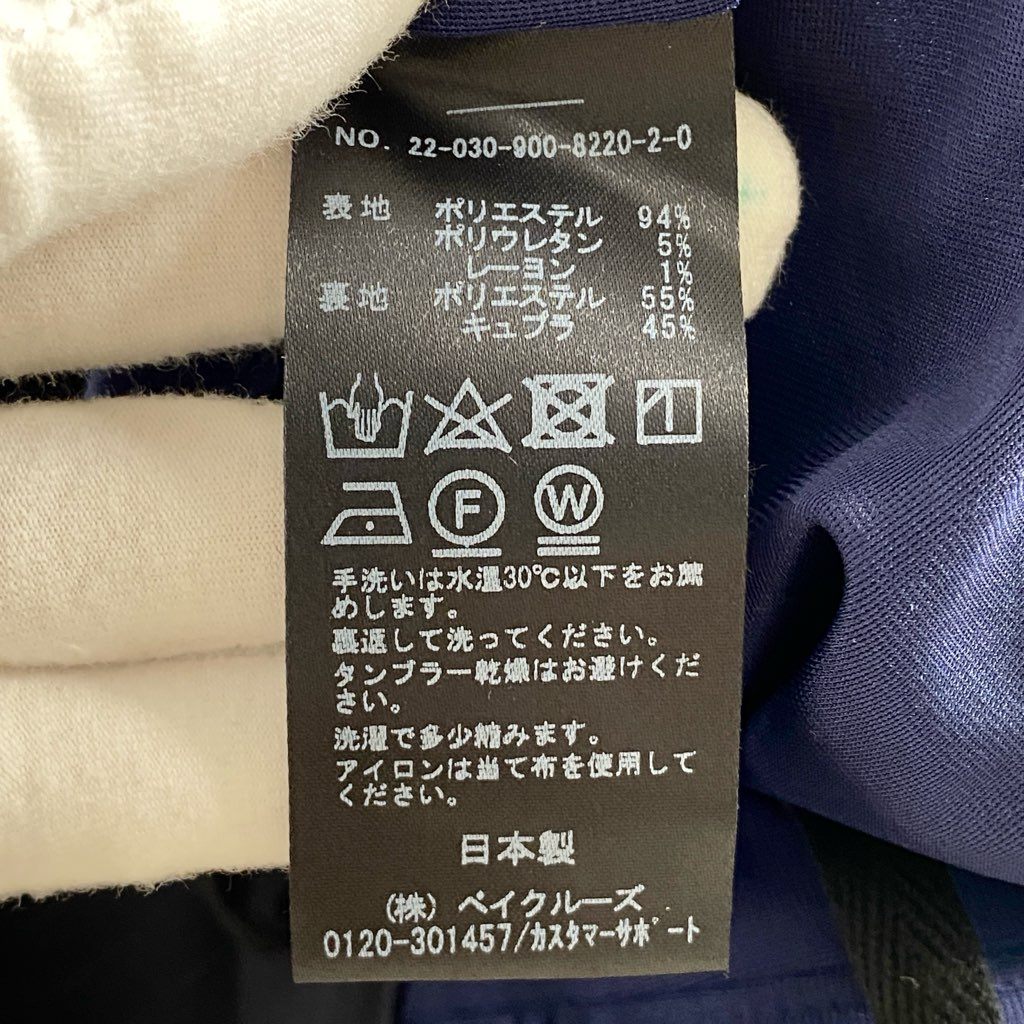 NO. 22-030-900-8220-2-0
表地 ポリエステル 94%
ポリウレタン 5%
レーヨン 1%
裏地 ポリエステル 55%
キュプラ 45%
F W
手洗いは水温30℃以下をお薦
めします。
裏返して洗ってください。
タンブラー乾燥はお避けくだ
さい。
洗濯で多少縮みます。
アイロンは当て布を使用して
ください。
日本製
(株) ベイクルーズ
0120-301457/カスタマーサポート